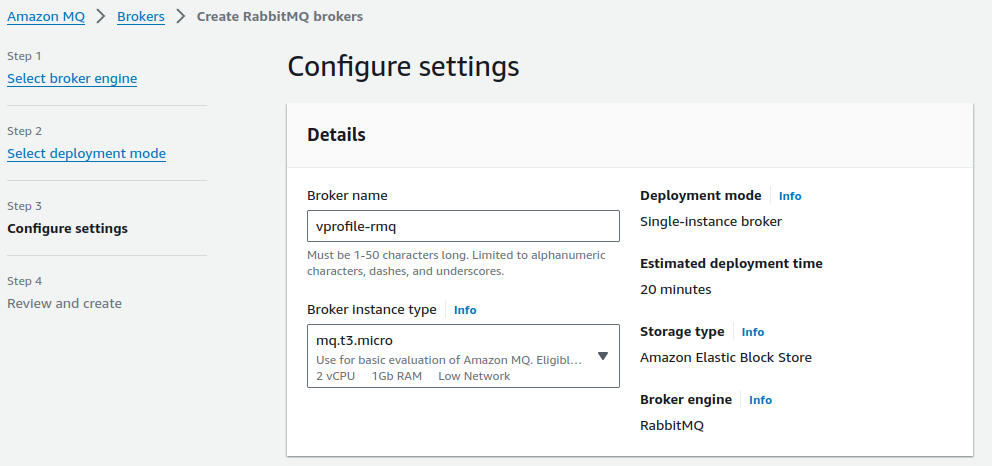 Amazon MQ > Brokers > Create RabbitMQ brokers
Step 1
Select broker engine
Step 2
Select deployment mode
Step 3
Configure settings
Step 4
Review and create
Configure settings
Details
Broker name
vprofile-rmq
Must be 1-50 characters long. Limited to alphanumeric
characters, dashes, and underscores.
Broker instance type Info
mq.t3.micro
Use for basic evaluation of Amazon MQ. Eligibl...
2 vCPU 1Gb RAM Low Network
Deployment mode Info
Single-instance broker
Estimated deployment time
20 minutes
Storage type Info
Amazon Elastic Block Store
Broker engine Info
RabbitMQ